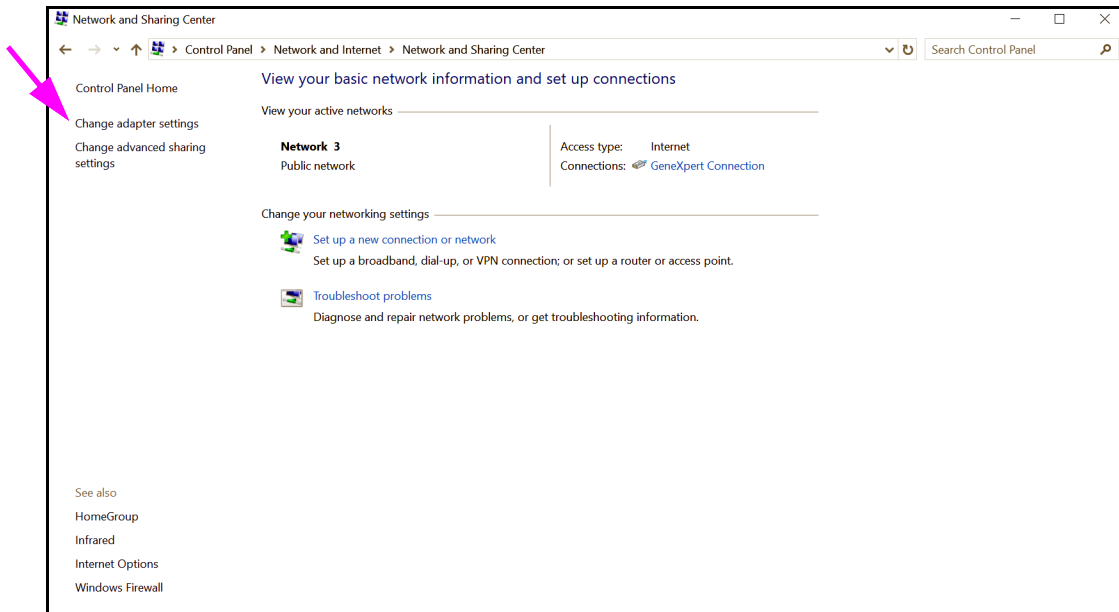 Network and Sharing Center
Control Panel > Network and Internet > Network and Sharing Center
Search Control Panel
Control Panel Home
Change adapter settings
Change advanced sharing
settings
View your basic network information and set up connections
View your active networks
Network 3
Public network
Access type: Internet
Connections: GeneXpert Connection
Change your networking settings
Set up a new connection or network
Set up a broadband, dial-up, or VPN connection; or set up a router or access point.
Troubleshoot problems
Diagnose and repair network problems, or get troubleshooting information.
See also
HomeGroup
Infrared
Internet Options
Windows Firewall